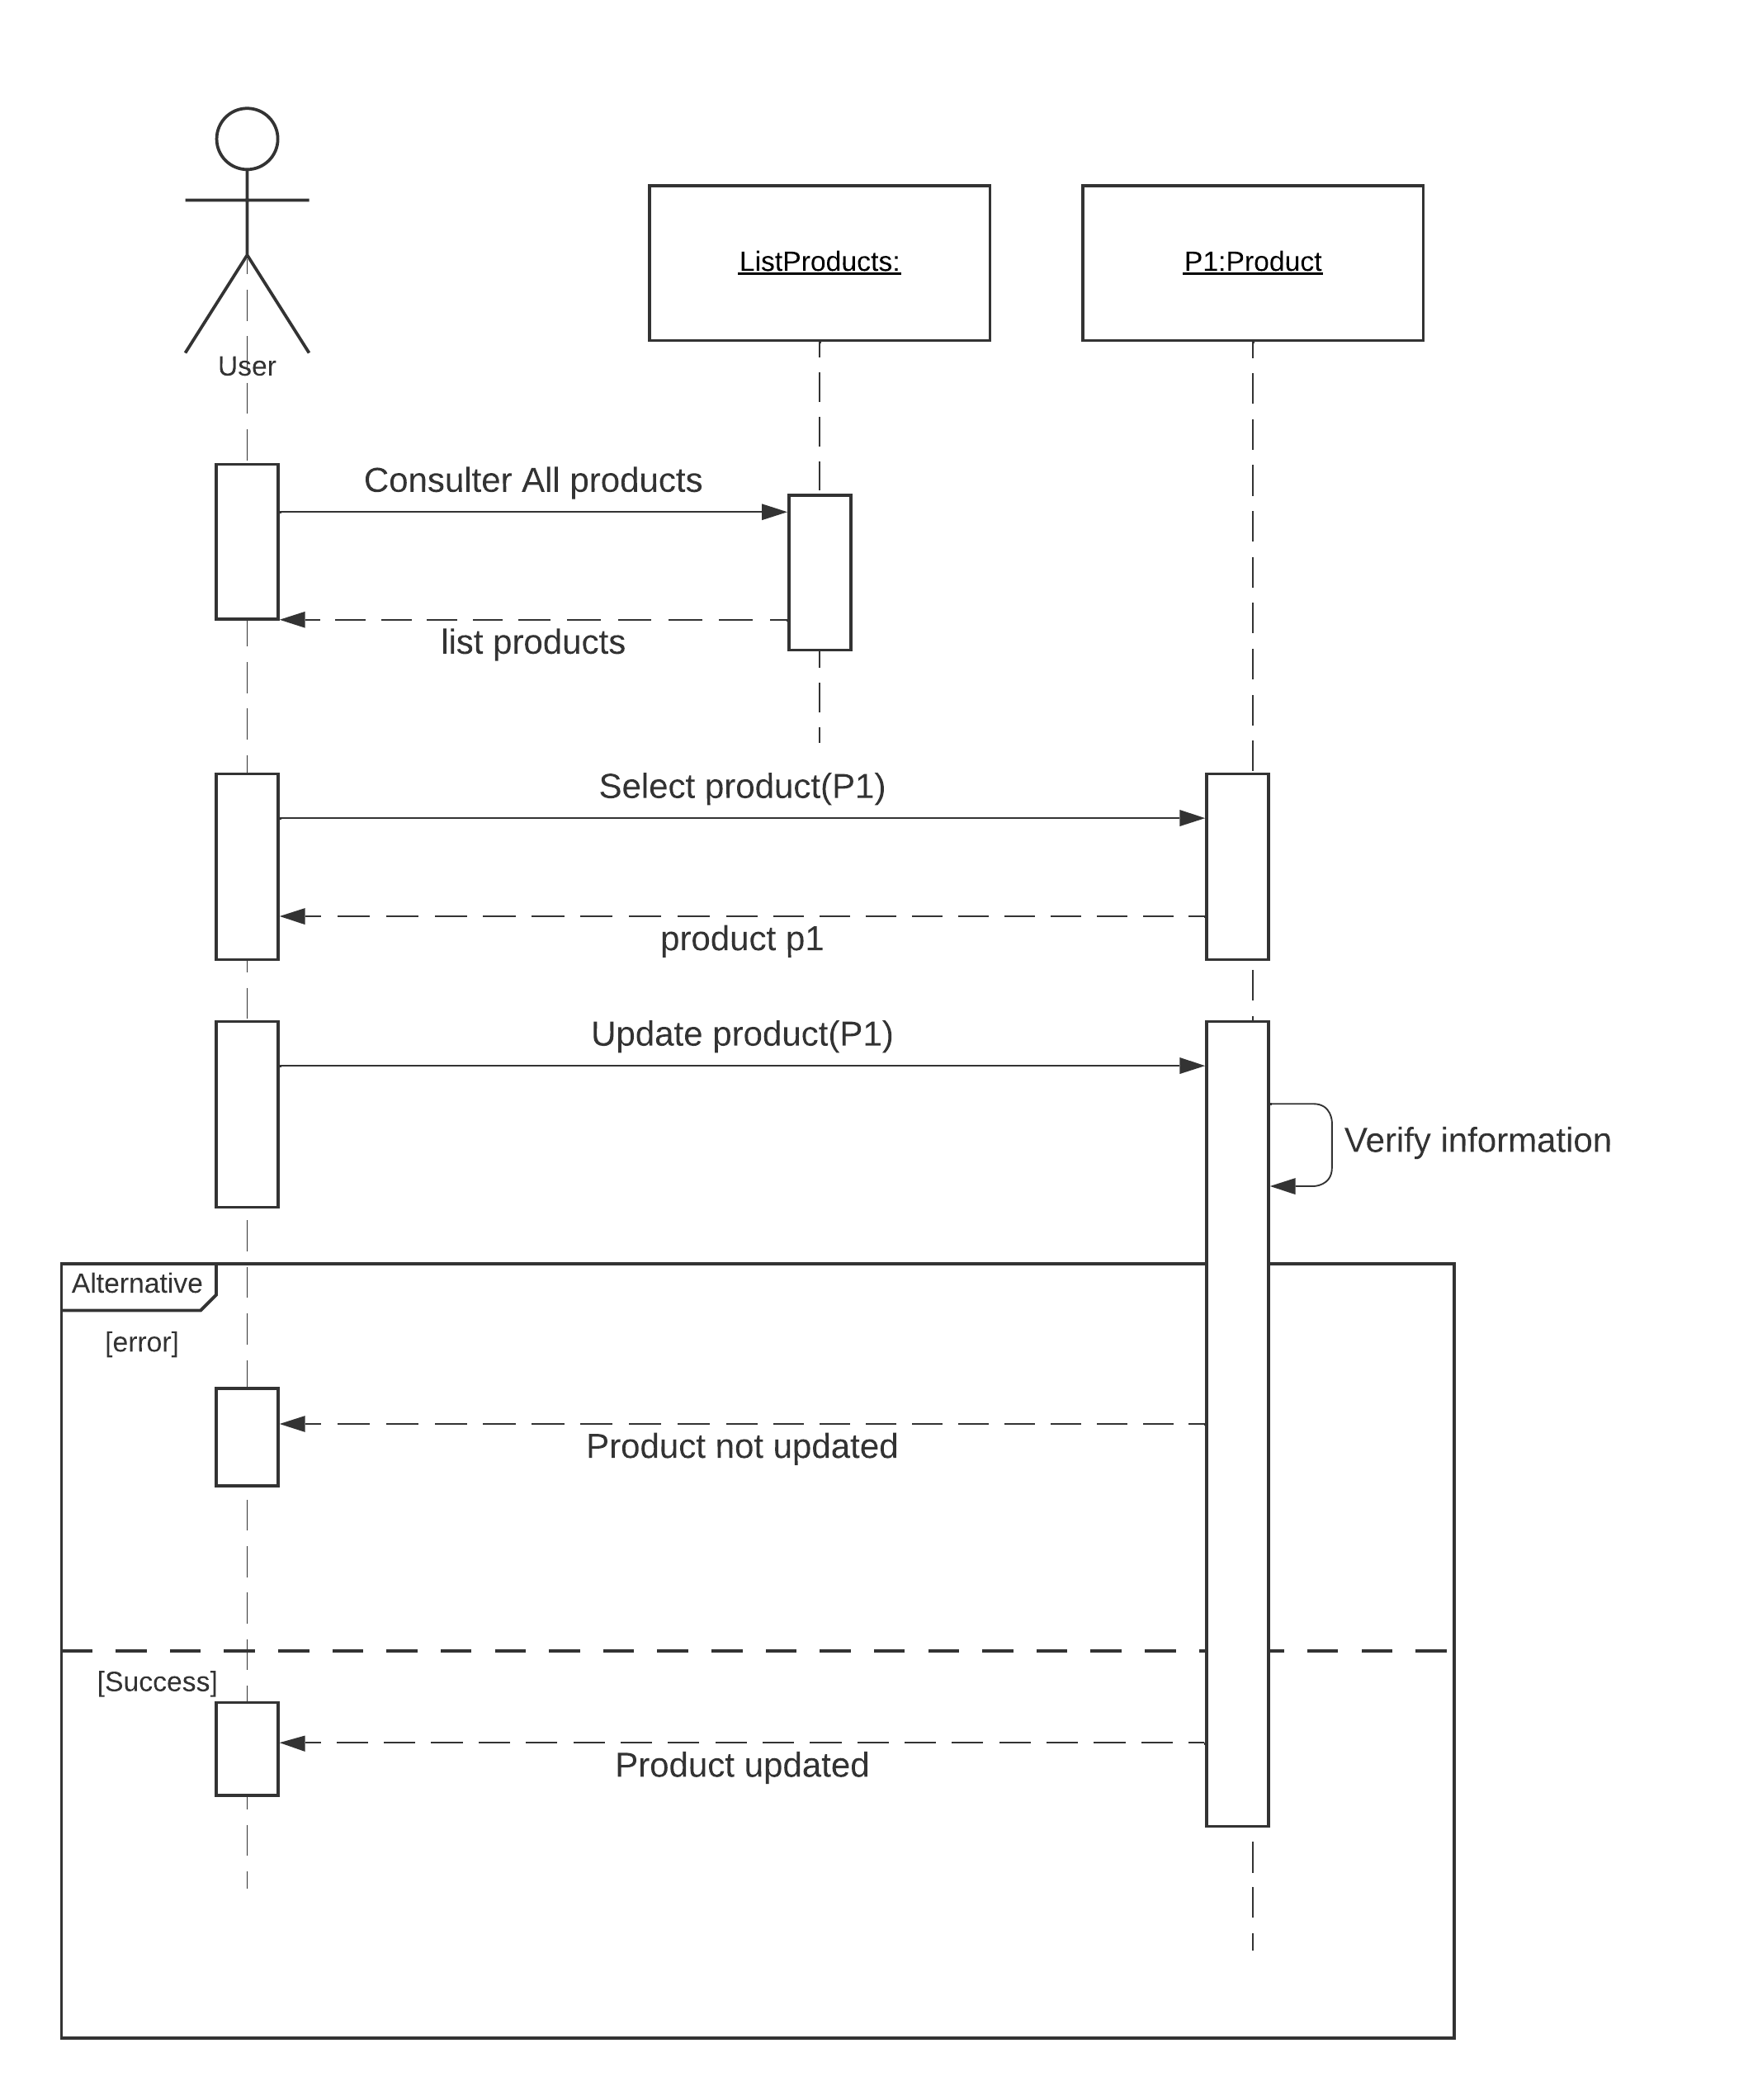 User
ListProducts:
P1:Product
Consulter All products
list products
Select product(P1)
product p1
Update product(P1)
Verify information
Alternative
[error]
Product not updated
[Success]
Product updated